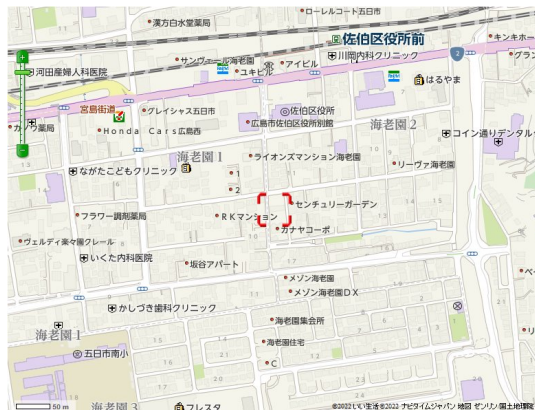 ローレルコート五日市
漢方白水堂薬局
佐伯区役所前
キンキホー
サンヴェール海老園
アイビル
川岡内科クリニック
グラン
ユキビル
2
河田産婦人科医院
はるやま
宮島街道
グレイシャス五日市
佐伯区役所
カノウ薬局
Honda Cars広島西
広島市佐伯区役所別館
海老園2
コイン通りデンタル
海老園1
ライオンズマンション海老園
リーヴァ海老園
ながたこどもクリニック
1
2
センチュリーガーデン
フラワー調剤薬局
RKマンション
カナヤコーポ
ヴェルディ楽々園クレール
いくた内科医院
坂谷アパート
メゾン海老園
メゾン海老園DX
かしづき歯科クリニック
海老園集会所
海老園1
海老園住宅
五日市南小
C
50 m
海老園3
フレスタ
©2022 いい生活 ©2022 ナビタイムジャパン 地図 ゼンリン 国土地理院